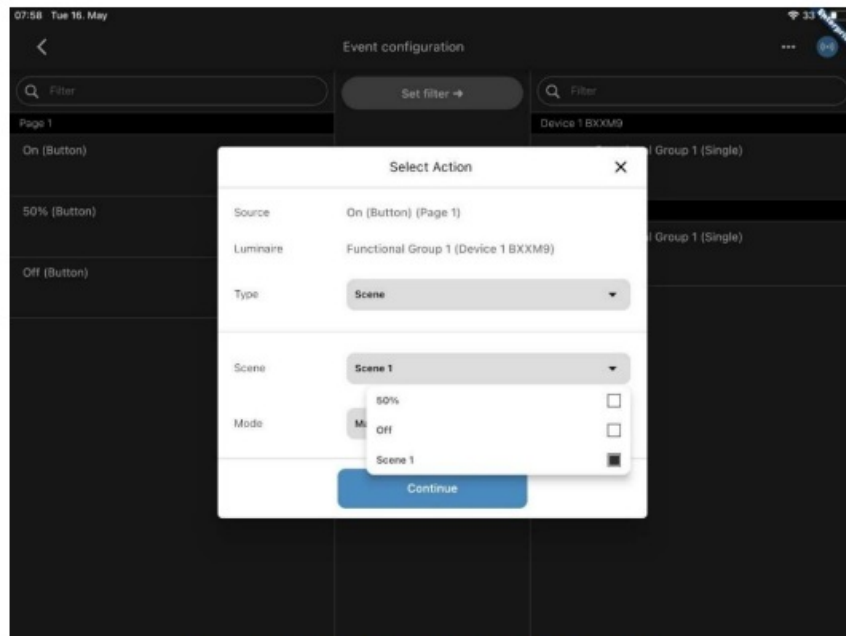 07:58 Tue 16. May
33
Event configuration
Filter
Set filter →
Filter
Page 1
Device 1 BXXM9
On (Button)
l Group 1 (Single)
50% (Button)
l Group 1 (Single)
Off (Button)
Select Action
Source
On (Button) (Page 1)
Luminaire
Functional Group 1 (Device 1 BXXM9)
Type
Scene
Scene
Scene 1
50%
Mode
Ma
Off
Scene 1
Continue